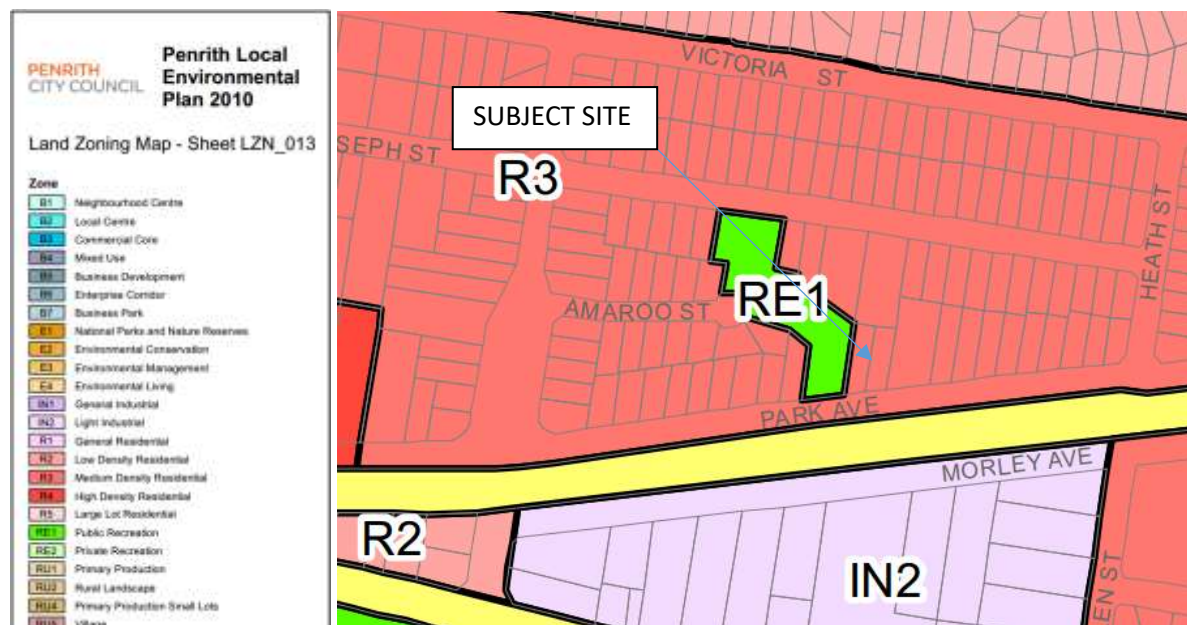 PENRITH
CITY COUNCIL
Penrith Local
Environmental
Plan 2010
Land Zoning Map - Sheet LZN_013
Zone
B1 Neighbourhood Centre
B2 Local Centre
B3 Commercial Core
B4 Mixed Use
B5 Business Development
B6 Enterprise Corridor
B7 Business Park
E1 National Parks and Nature Reserves
E2 Environmental Conservation
E3 Environmental Management
E4 Environmental Living
IN1 General Industrial
IN2 Light Industrial
R1 General Residential
R2 Low Density Residential
R3 Medium Density Residential
R4 High Density Residential
R5 Large Lot Residential
RE1 Public Recreation
RE2 Private Recreation
RU1 Primary Production
RU2 Rural Landscape
RU4 Primary Production Small Lots
RU5 Village
VICTORIA ST
SUBJECT SITE
SEPH ST
R3
HEATH ST
RE1
AMAROO ST
PARK AVE
MORLEY AVE
R2
IN2
EN ST